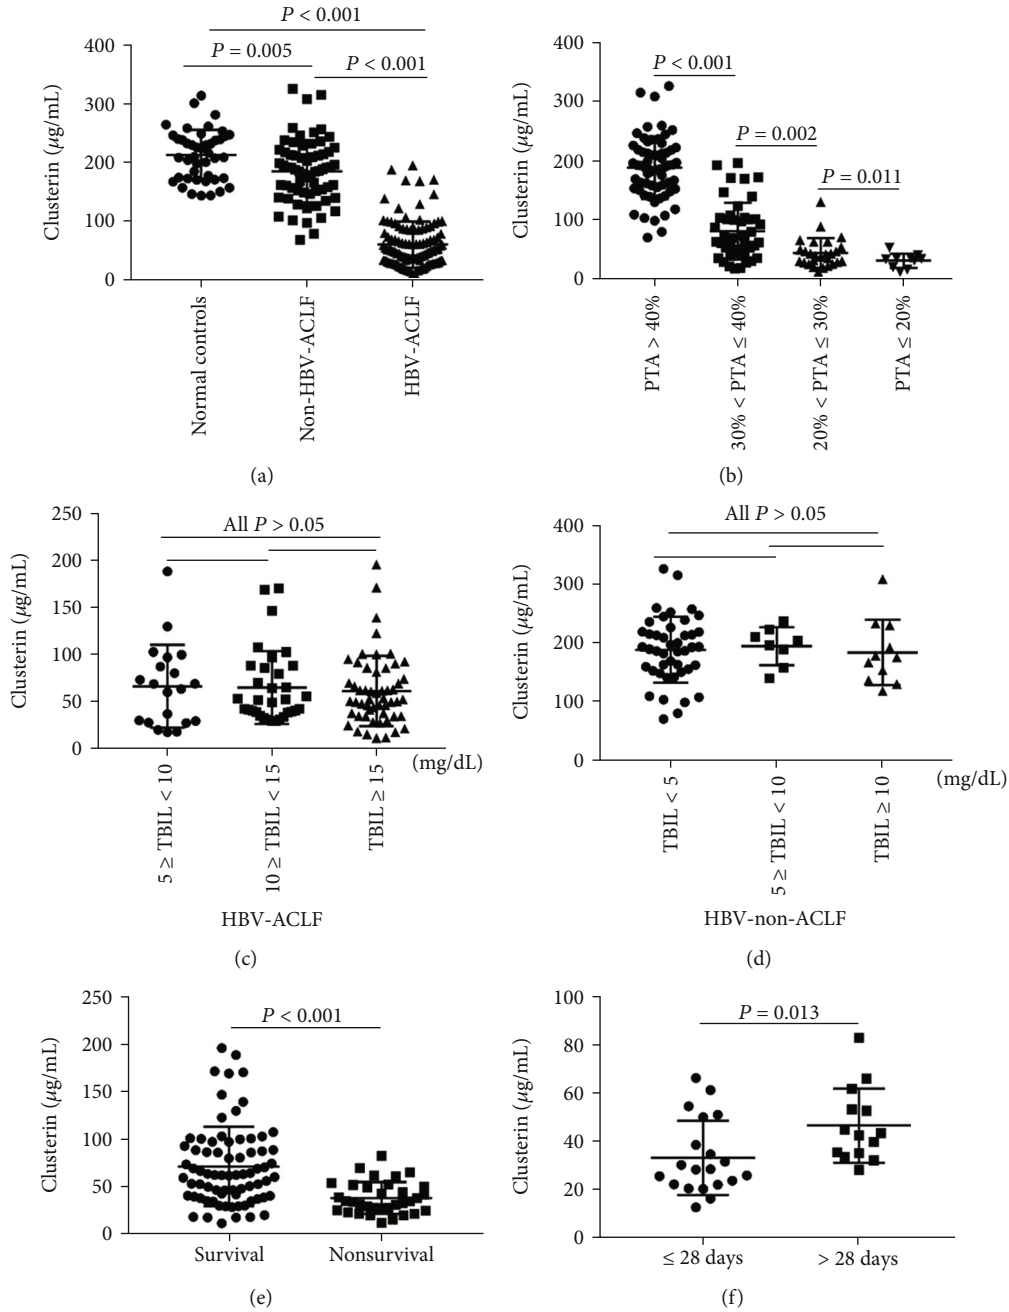 P < 0.001
P = 0.005
P < 0.001
Clusterin (µg/mL)
400
300
200
100
0
Normal controls
Non-HBV-ACLF
HBV-ACLF
(a)
P < 0.001
P = 0.002
P = 0.011
Clusterin (µg/mL)
400
300
200
100
0
PTA > 40%
30% < PTA ≤ 40%
20% < PTA ≤ 30%
PTA ≤ 20%
(b)
All P > 0.05
Clusterin (µg/mL)
250
200
150
100
50
0
5 ≥ TBIL < 10
10 ≥ TBIL < 15
TBIL ≥ 15
(mg/dL)
HBV-ACLF
(c)
All P > 0.05
Clusterin (µg/mL)
400
300
200
100
0
TBIL < 5
5 ≥ TBIL < 10
TBIL ≥ 10
(mg/dL)
HBV-non-ACLF
(d)
P < 0.001
Clusterin (µg/mL)
250
200
150
100
50
0
Survival
Nonsurvival
(e)
P = 0.013
Clusterin (µg/mL)
100
80
60
40
20
0
≤ 28 days
> 28 days
(f)